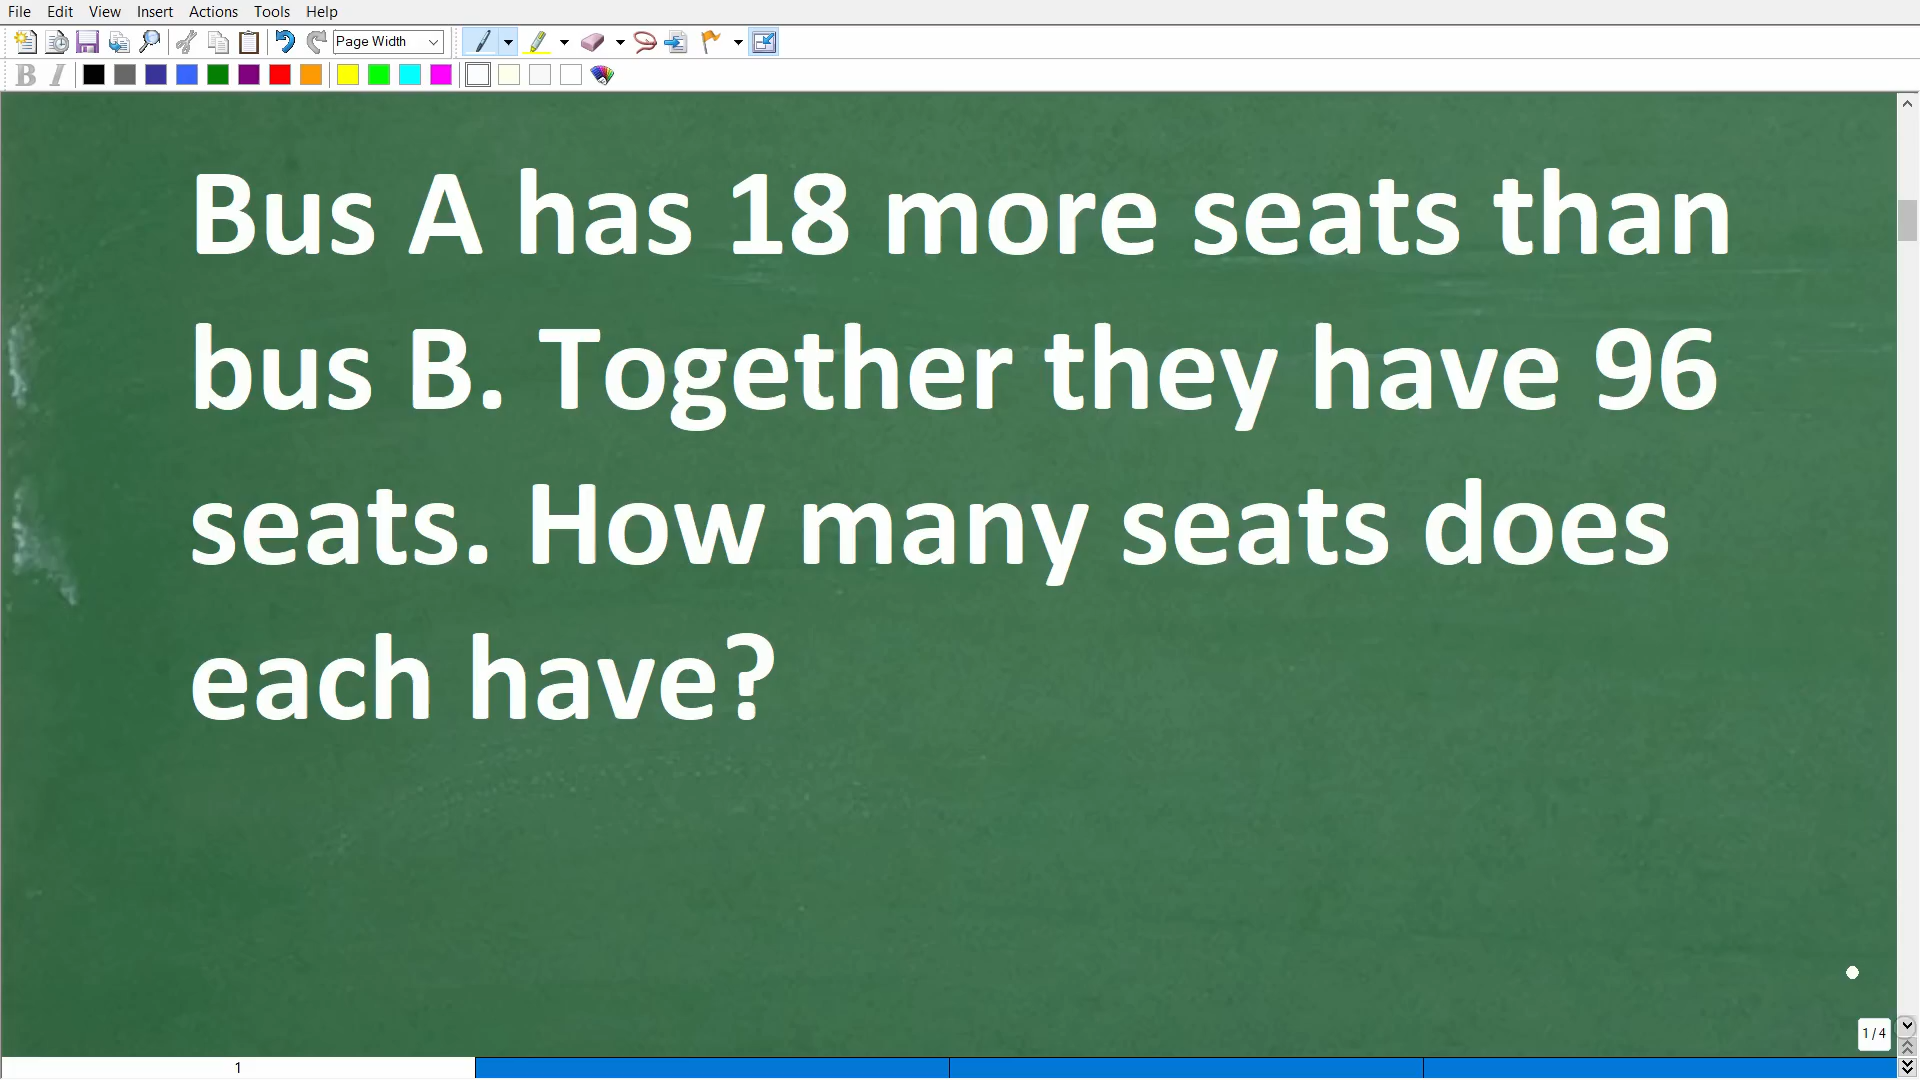 File Edit View Insert Actions Tools Help
Page Width
B I
Bus A has 18 more seats than
bus B. Together they have 96
seats. How many seats does
each have?
1 / 4
1